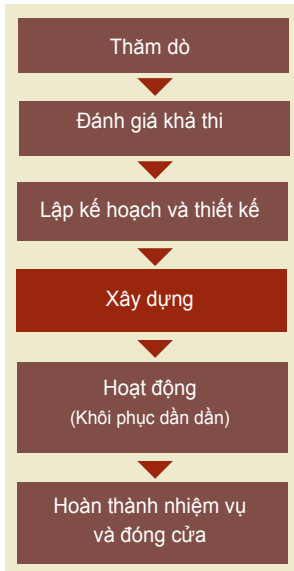 Thăm dò
Đánh giá khả thi
Lập kế hoạch và thiết kế
Xây dựng
Hoạt động
(Khôi phục dần dần)
Hoàn thành nhiệm vụ
và đóng cửa